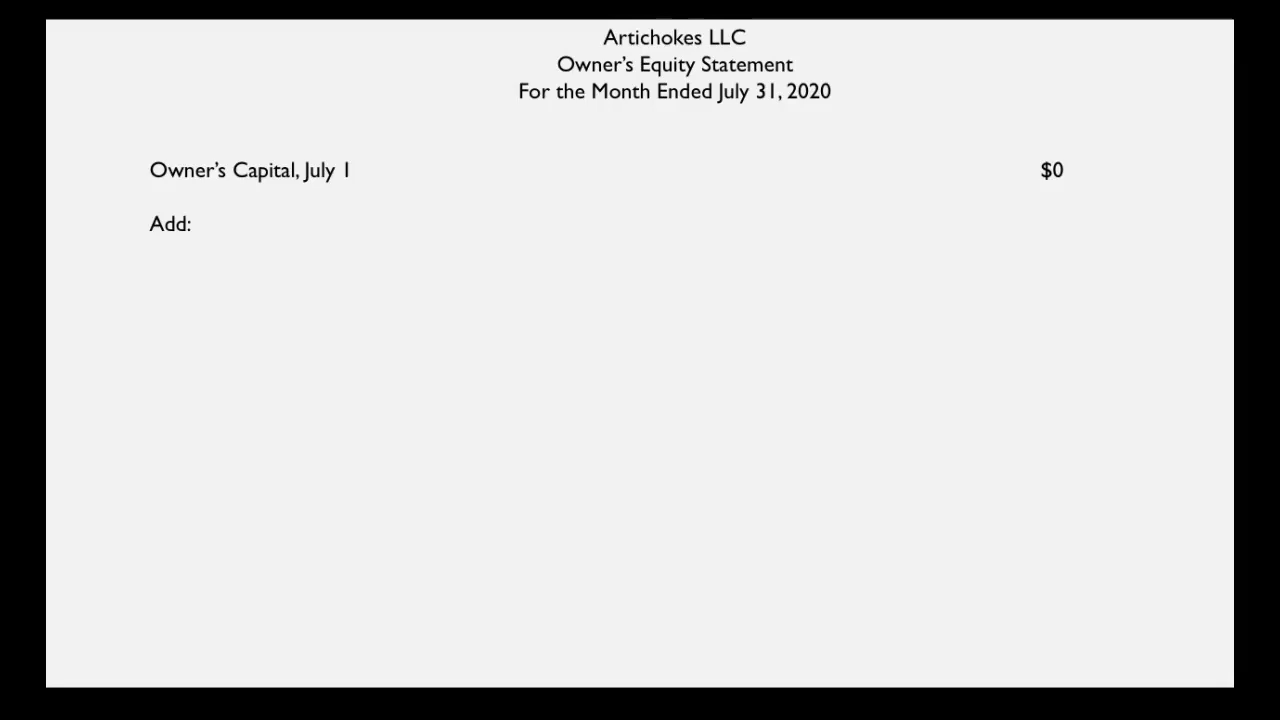 Artichokes LLC
Owner’s Equity Statement
For the Month Ended July 31, 2020
Owner’s Capital, July 1 $0
Add: